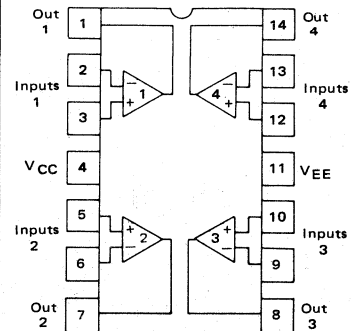 Out 1
1
14
Out 4
2
13
Inputs 1
− + 1
− + 4
Inputs 4
3
12
VCC
4
11
VEE
5
10
Inputs 2
+ − 2
+ − 3
Inputs 3
6
9
Out 2
7
8
Out 3